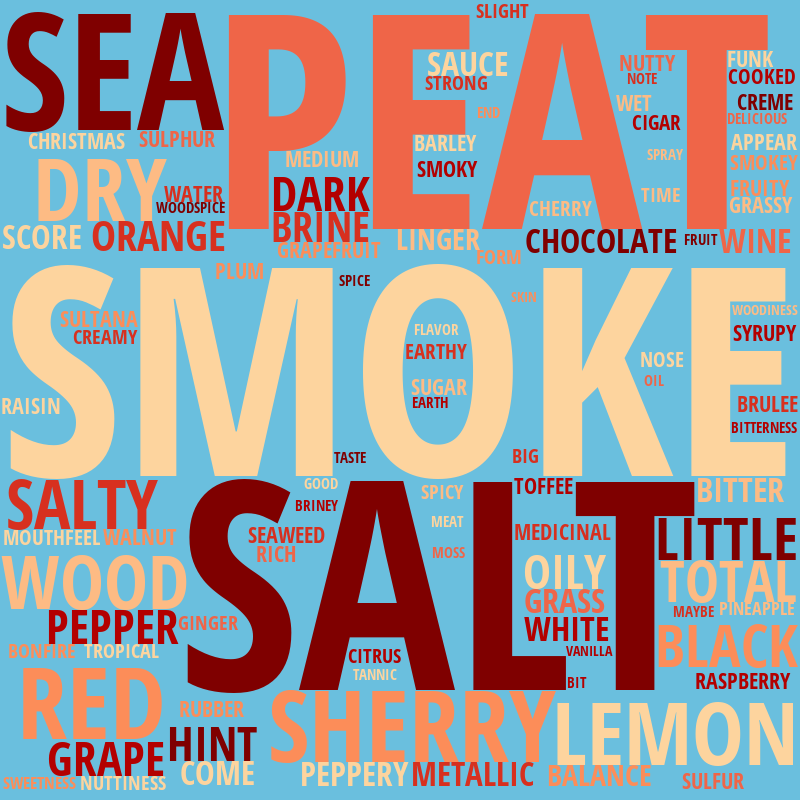 SLIGHT
SEA
PEAT
SAUCE
NUTTY
FUNK
STRONG
NOTE
COOKED
WET
CREME
END
CIGAR
DELICIOUS
CHRISTMAS
SULPHUR
BARLEY
APPEAR
MEDIUM
SPRAY
SMOKEY
DRY
SMOKY
WATER
DARK
TIME
FRUITY
WOODSPICE
CHERRY
GRASSY
SCORE
ORANGE
BRINE
LINGER
CHOCOLATE
FRUIT
WINE
GRAPEFRUIT
FORM
PLUM
SPICE
SMOKE
SKIN
WOODINESS
SULTANA
FLAVOR
SYRUPY
CREAMY
EARTHY
NOSE
SUGAR
OIL
RAISIN
EARTH
BRULEE
BITTERNESS
TASTE
BIG
SALTY
GOOD
SPICY
TOFFEE
BITTER
BRINEY
SALT
MOUTHFEEL
WALNUT
SEAWEED
MEAT
MEDICINAL
LITTLE
RICH
MOSS
WOOD
OILY
TOTAL
GRASS
PEPPER
GINGER
WHITE
MAYBE
PINEAPPLE
BONFIRE
TROPICAL
CITRUS
VANILLA
BLACK
TANNIC
BIT
RASPBERRY
RED
RUBBER
SHERRY
LEMON
GRAPE
HINT
COME
PEPPERY
METALLIC
BALANCE
SULFUR
SWEETNESS
NUTTINESS